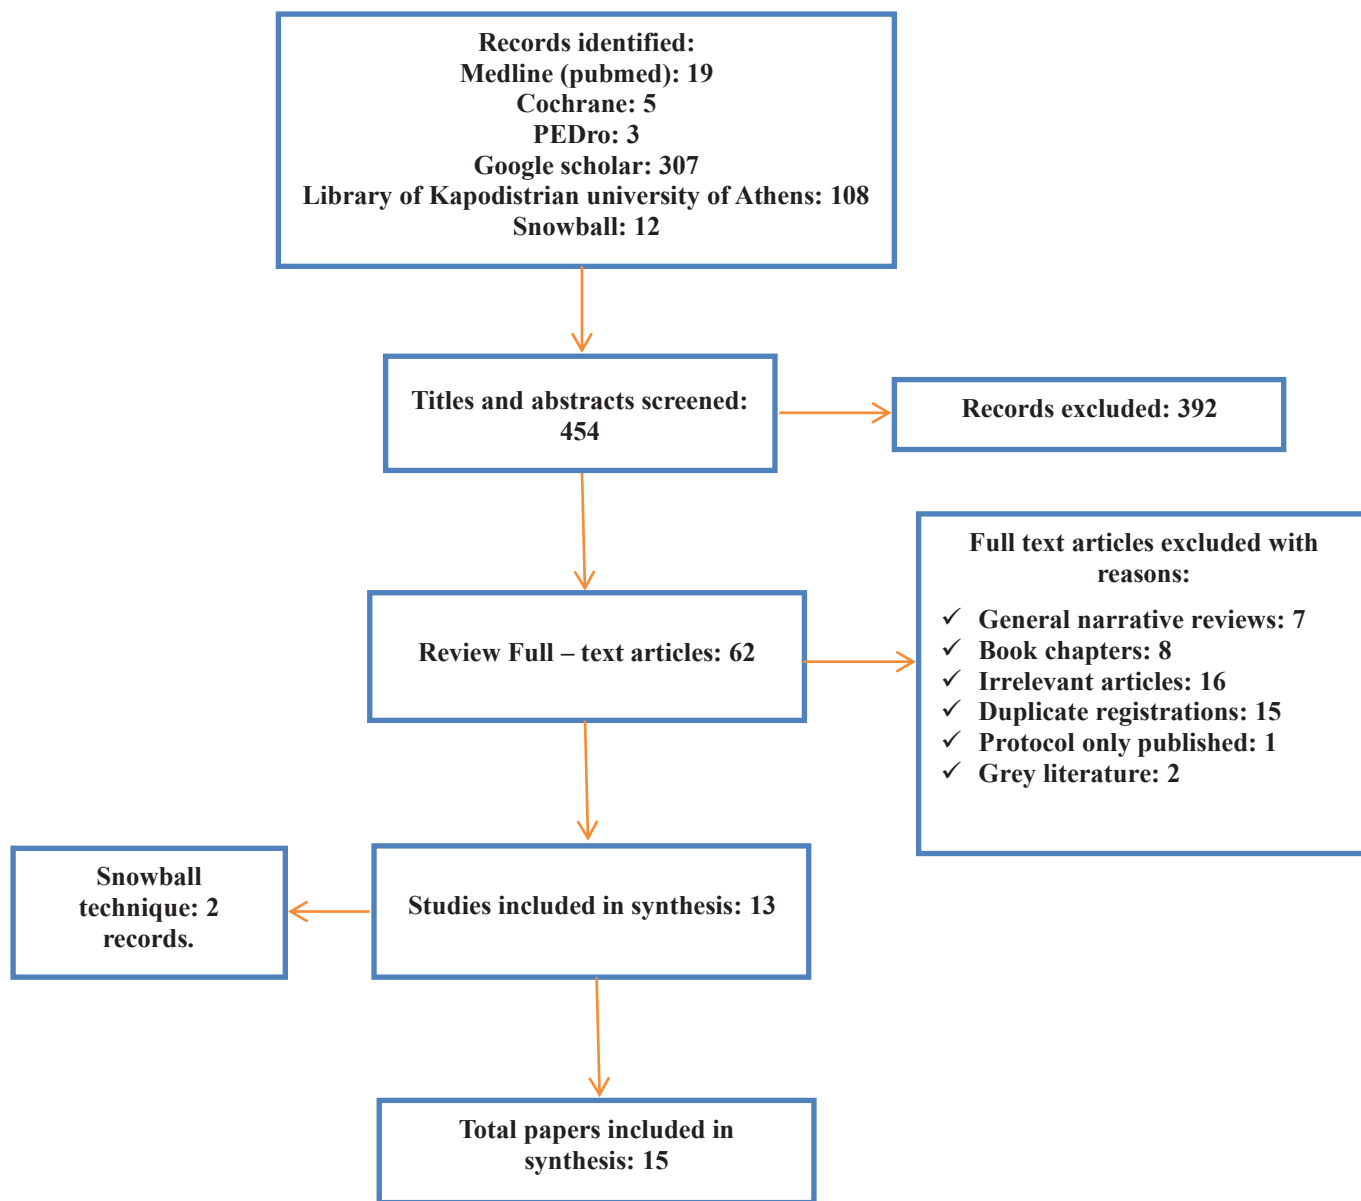 Records identified:
Medline (pubmed): 19
Cochrane: 5
PEDro: 3
Google scholar: 307
Library of Kapodistrian university of Athens: 108
Snowball: 12
Titles and abstracts screened:
454
Records excluded: 392
Review Full – text articles: 62
Full text articles excluded with
reasons:
✓ General narrative reviews: 7
✓ Book chapters: 8
✓ Irrelevant articles: 16
✓ Duplicate registrations: 15
✓ Protocol only published: 1
✓ Grey literature: 2
Snowball
technique: 2
records.
Studies included in synthesis: 13
Total papers included in
synthesis: 15